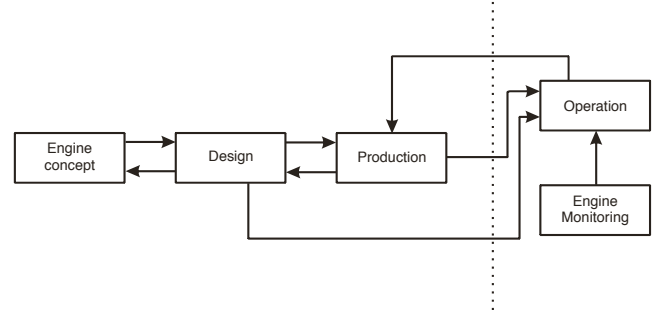 Engine
concept
Design
Production
Operation
Engine
Monitoring